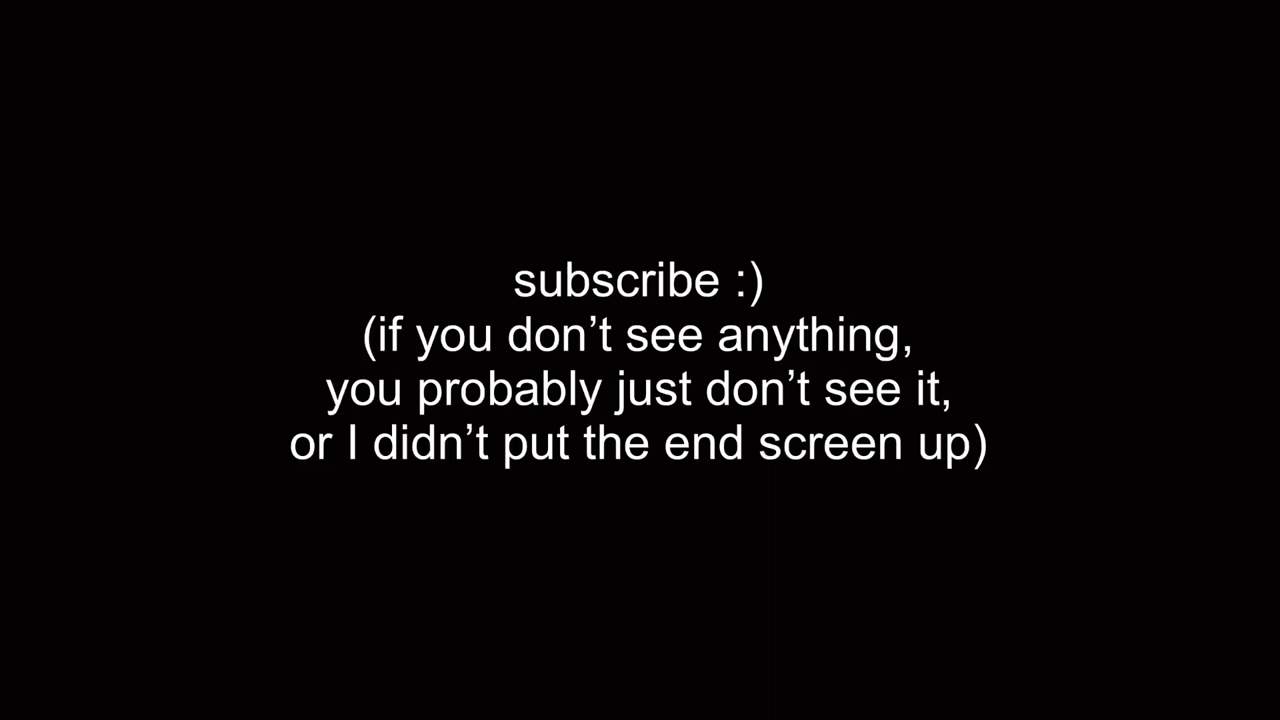 subscribe :)
(if you don’t see anything,
you probably just don’t see it,
or I didn’t put the end screen up)